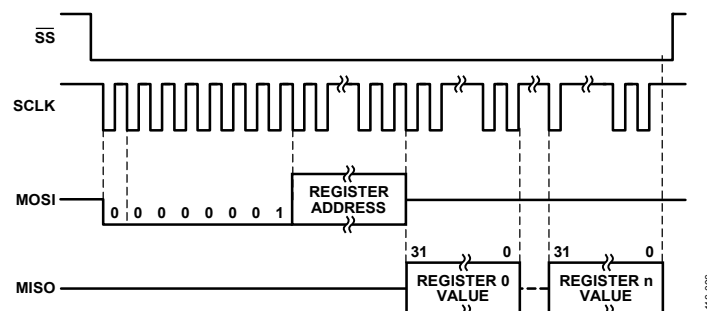 SS
SCLK
MOSI
0 0 0 0 0 0 0 1
REGISTER
ADDRESS
31 0 31 0
MISO
REGISTER 0
VALUE
REGISTER n
VALUE